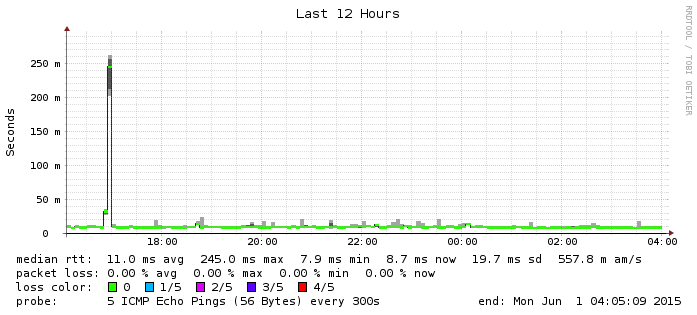 Last 12 Hours
RRDTOOL / TOBI OETIKER
Seconds
250 m
200 m
150 m
100 m
50 m
0
18:00 20:00 22:00 00:00 02:00 04:00
median rtt: 11.0 ms avg 245.0 ms max 7.9 ms min 8.7 ms now 19.7 ms sd 557.8 m am/s
packet loss: 0.00 % avg 0.00 % max 0.00 % min 0.00 % now
loss color: 0 1/5 2/5 3/5 4/5
probe: 5 ICMP Echo Pings (56 Bytes) every 300s end: Mon Jun 1 04:05:09 2015